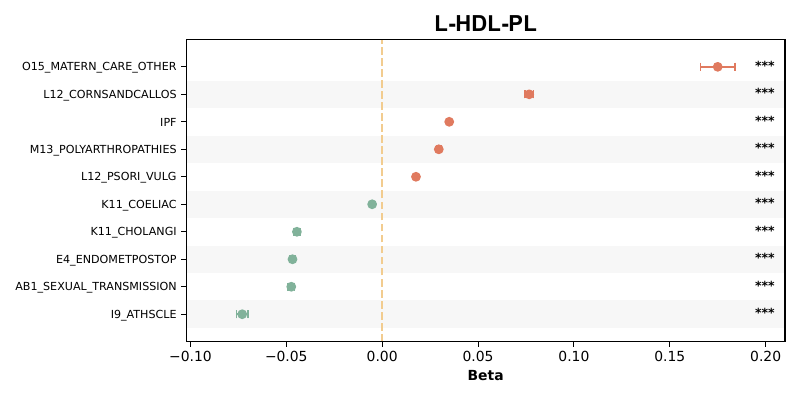 L-HDL-PL
O15_MATERN_CARE_OTHER ***
L12_CORNSANDCALLOS ***
IPF ***
M13_POLYARTHROPATHIES ***
L12_PSORI_VULG ***
K11_COELIAC ***
K11_CHOLANGI ***
E4_ENDOMETPOSTOP ***
AB1_SEXUAL_TRANSMISSION ***
I9_ATHSCLE ***
−0.10 −0.05 0.00 0.05 0.10 0.15 0.20
Beta